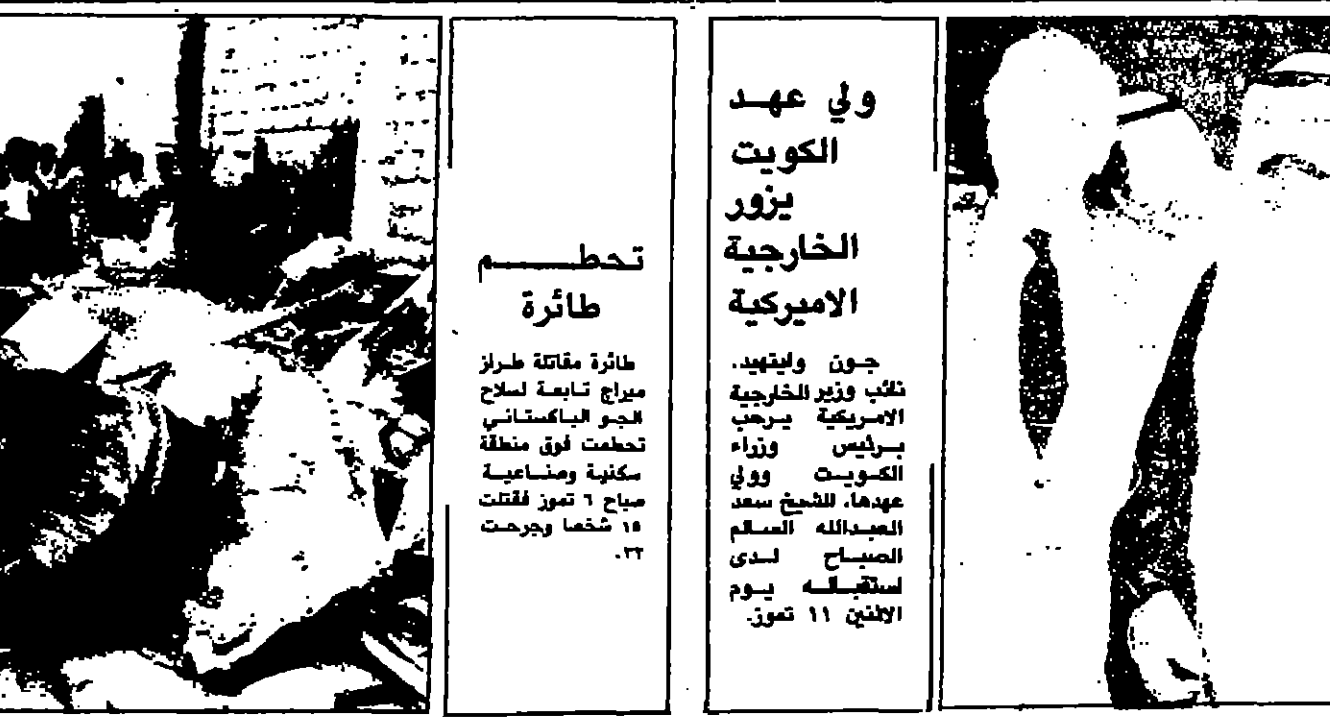 ولي عهد
الكويت
يزور
الخارجية
الاميركية
جون وايتهيد،
نائب وزير الخارجية
الامريكية يرحب
برئيس وزراء
الكويت وولي
عهدها، الشيخ سعد
العبدالله السالم
الصباح لدى
استقباله يوم
الاثنين ١١ تموز.
تحطم
طائرة
طائرة مقاتلة طراز
ميراج تابعة لسلاح
الجو الباكستاني
تحطمت فوق منطقة
سكنية وصناعية
صباح ٦ تموز فقتلت
١٥ شخصا وجرحت
٣٢.